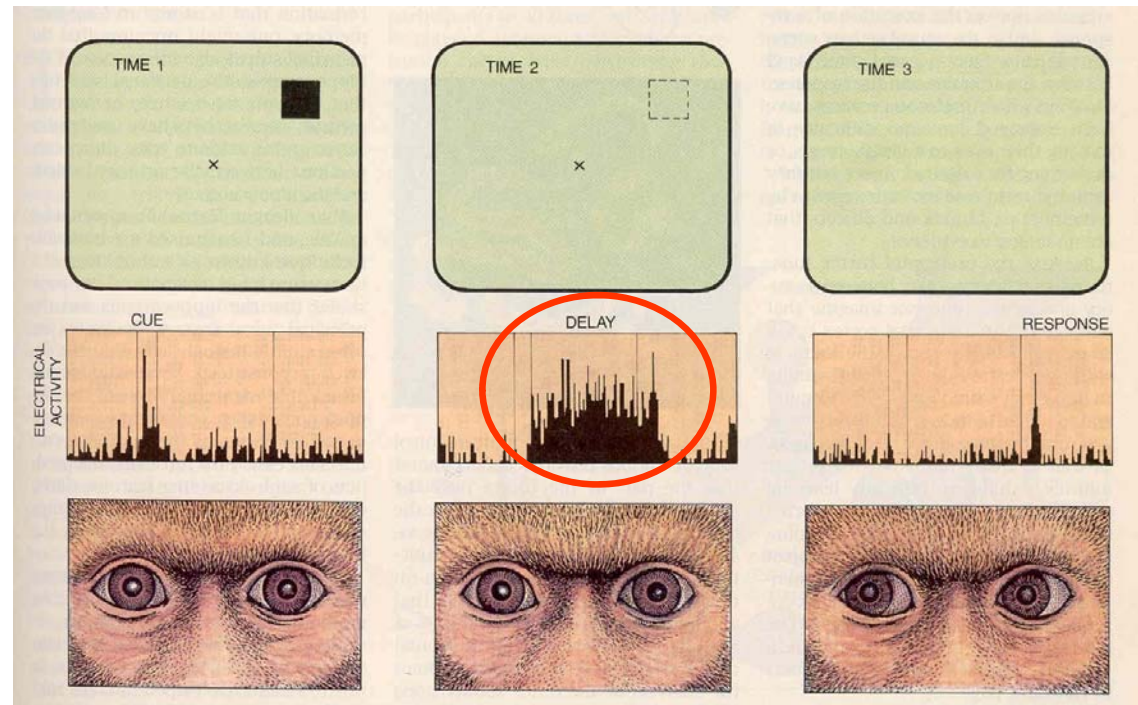 TIME 1
TIME 2
TIME 3
CUE
DELAY
RESPONSE
ELECTRICAL
ACTIVITY